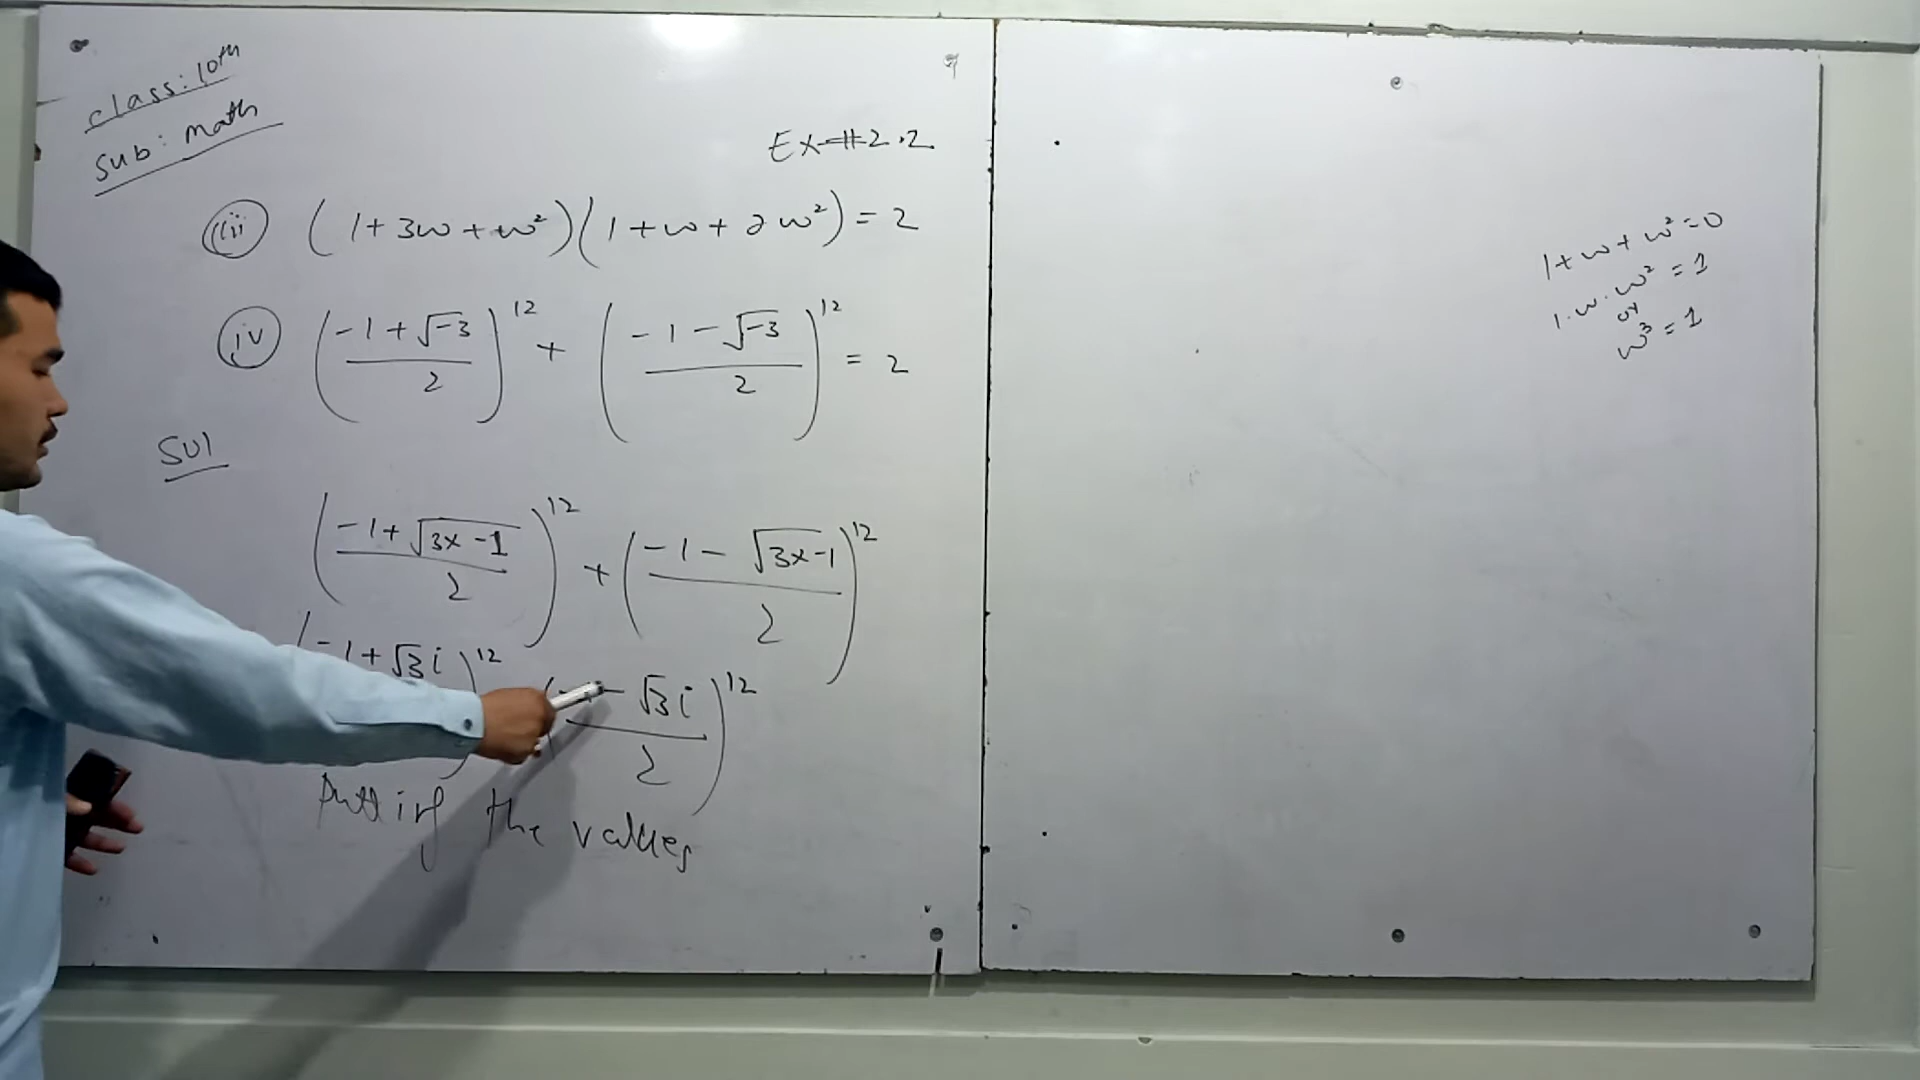 class: 10th
Sub: math
Ex # 2.2
(iii) (1 + 3w + w²)(1 + w + 2w²) = 2
(iv) ((-1 + √-3)/2)^12 + ((-1 - √-3)/2)^12 = 2
Sol
((-1 + √(3x-1))/2)^12 + ((-1 - √(3x-1))/2)^12
(-1 + √3i)^12 (- √3i / 2)^12
Putting the values
1 + w + w² = 0
1 . w . w² = 1
or
w³ = 1